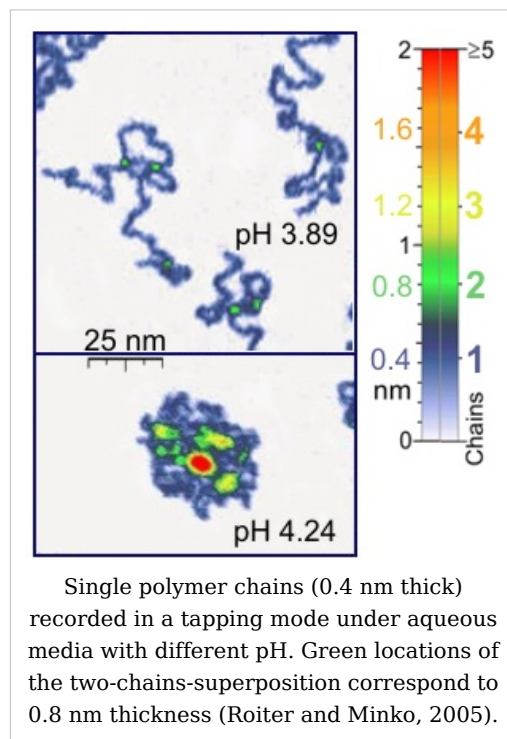 2
≥5
1.6
4
1.2
3
pH 3.89
1
0.8
2
25 nm
0.4
1
nm
0
Chains
pH 4.24
Single polymer chains (0.4 nm thick)
recorded in a tapping mode under aqueous
media with different pH. Green locations of
the two-chains-superposition correspond to
0.8 nm thickness (Roiter and Minko, 2005).